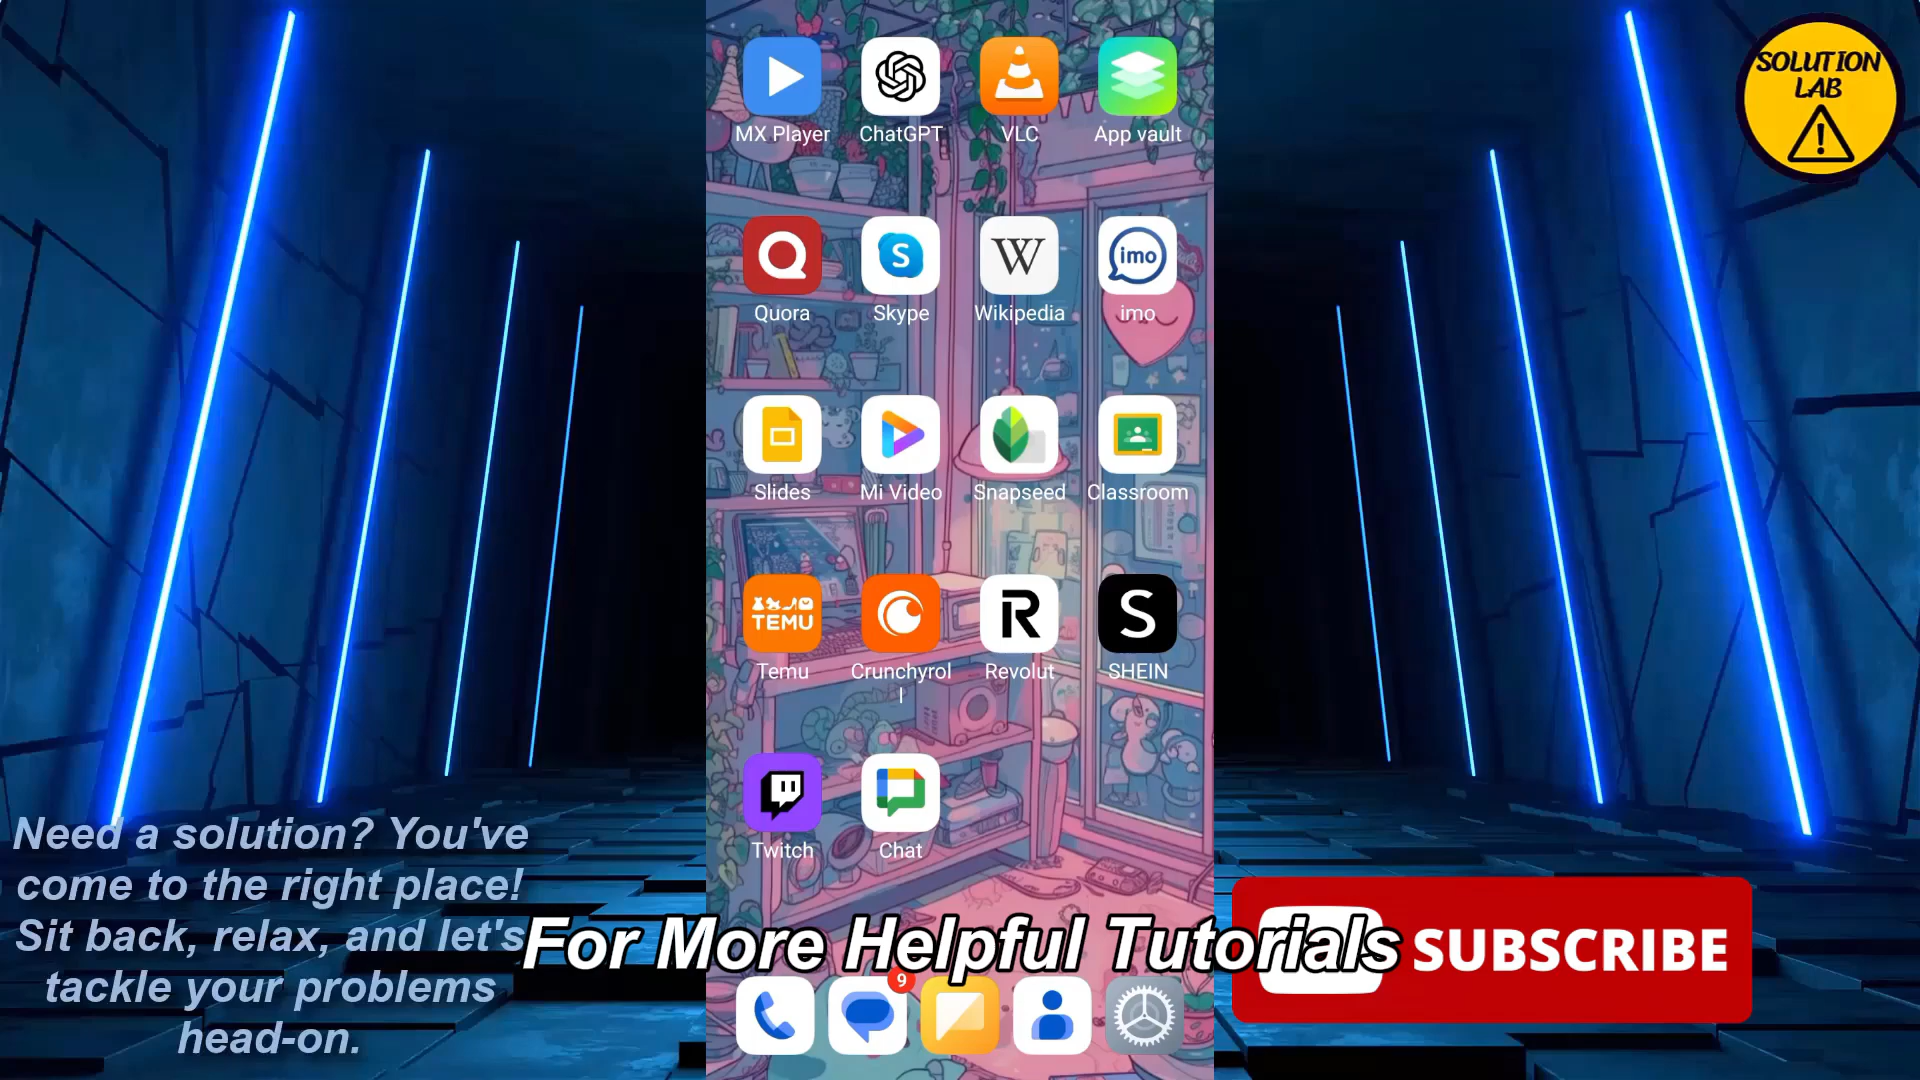 SOLUTION
LAB
MX Player
ChatGPT
VLC
App vault
imo
Quora
Skype
Wikipedia
imo
Slides
Mi Video
Snapseed
Classroom
TEMU
Temu
Crunchyrol
l
Revolut
SHEIN
Twitch
Chat
Need a solution? You've
come to the right place!
Sit back, relax, and let's
tackle your problems
head-on.
For More Helpful Tutorials
SUBSCRIBE
9